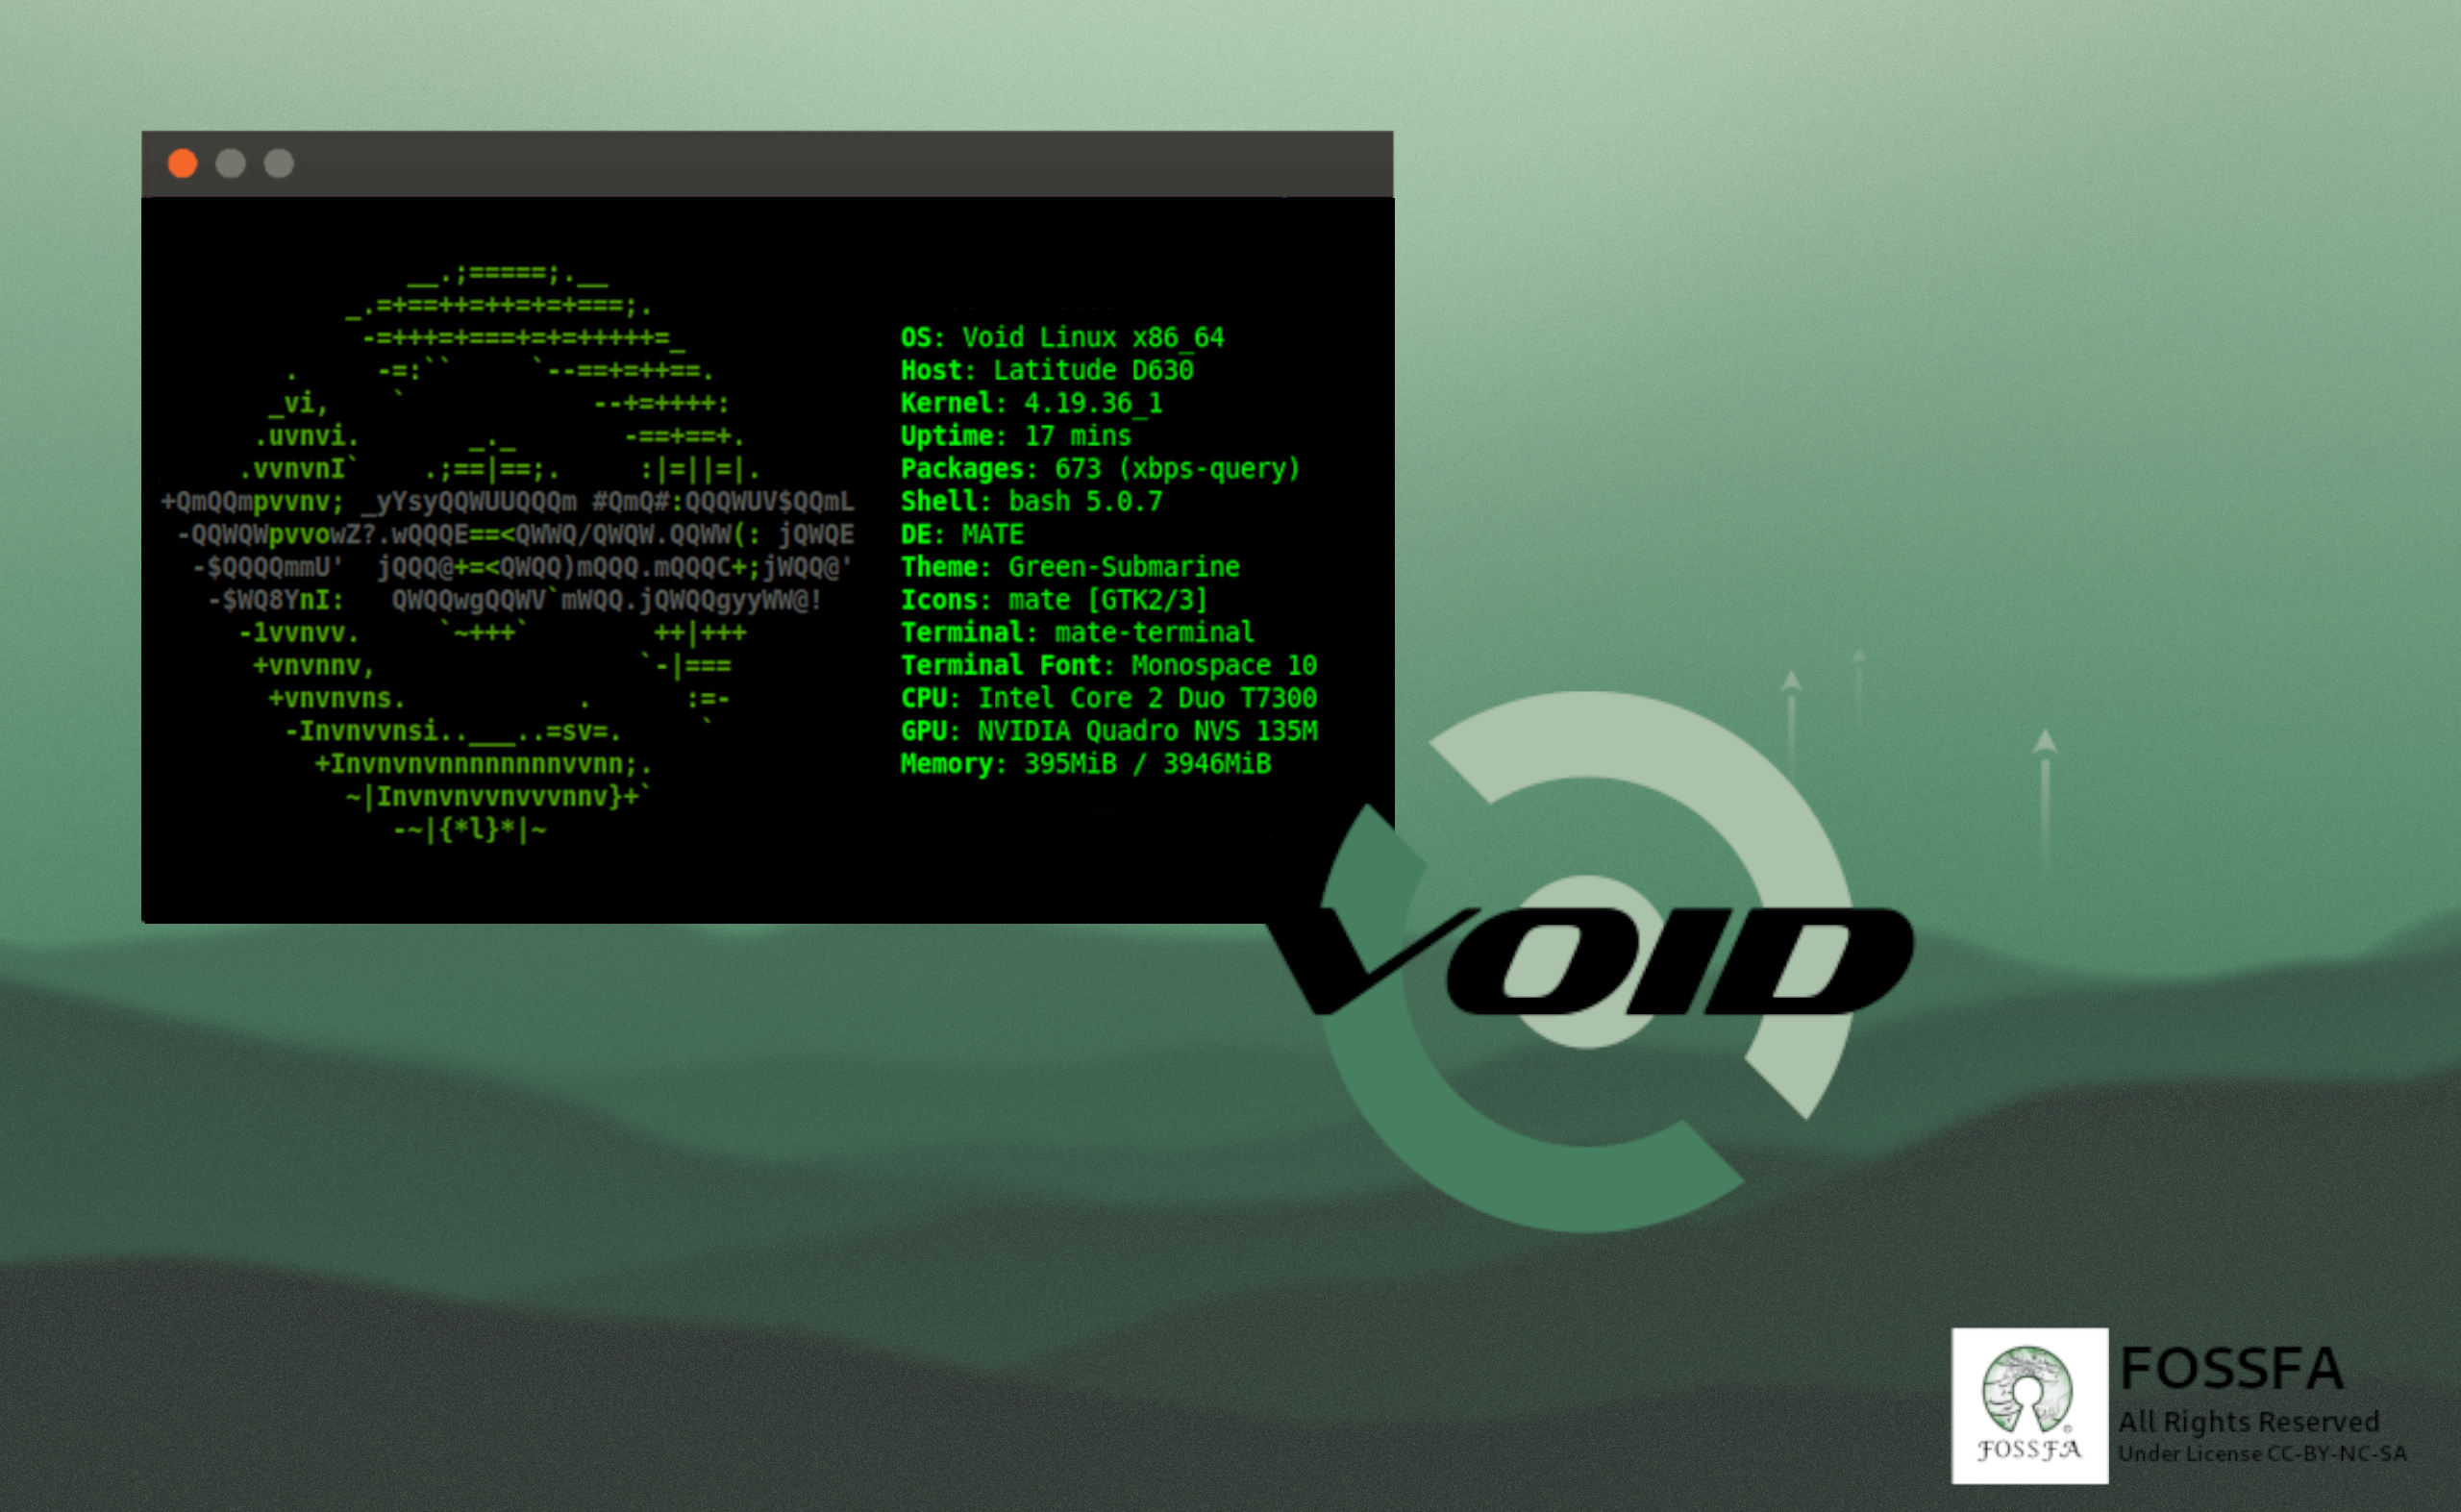 __.;=====;.__
_.=+==++=++=+=+===;.
-=+++=+===+=+=+++++=_
. -=:`` `--==+=++==.
_vi, ` --+=++++:
.uvnvi. _._ -==+==+.
.vvnvnI` .;==|==;. :|=||=|.
+QmQQmpvvnv; _yYsyQQWUUQQQm #QmQ#:QQQWUV$QQmL
-QQWQWpvvowZ?.wQQQE==<QWWQ/QWQW.QQWW(: jQWQE
-$QQQQmmU' jQQQ@+=<QWQQ)mQQQ.mQQQC+;jWQQ@'
-$WQ8YnI: QWQQwgQQWV`mWQQ.jQWQQgyyWW@!
-1vvnvv. `~+++` ++|+++
+vnvnnv, `-|===
+vnvnvns. . :=-
-Invnvvnsi..___..=sv=. `
+Invnvnvnnnnnnnnvvnn;.
~|Invnvnvvnvvvnnv}+`
-~|{*l}*|~
OS: Void Linux x86_64
Host: Latitude D630
Kernel: 4.19.36_1
Uptime: 17 mins
Packages: 673 (xbps-query)
Shell: bash 5.0.7
DE: MATE
Theme: Green-Submarine
Icons: mate [GTK2/3]
Terminal: mate-terminal
Terminal Font: Monospace 10
CPU: Intel Core 2 Duo T7300
GPU: NVIDIA Quadro NVS 135M
Memory: 395MiB / 3946MiB
VOID
FOSSFA
FOSSFA
All Rights Reserved
Under License CC-BY-NC-SA